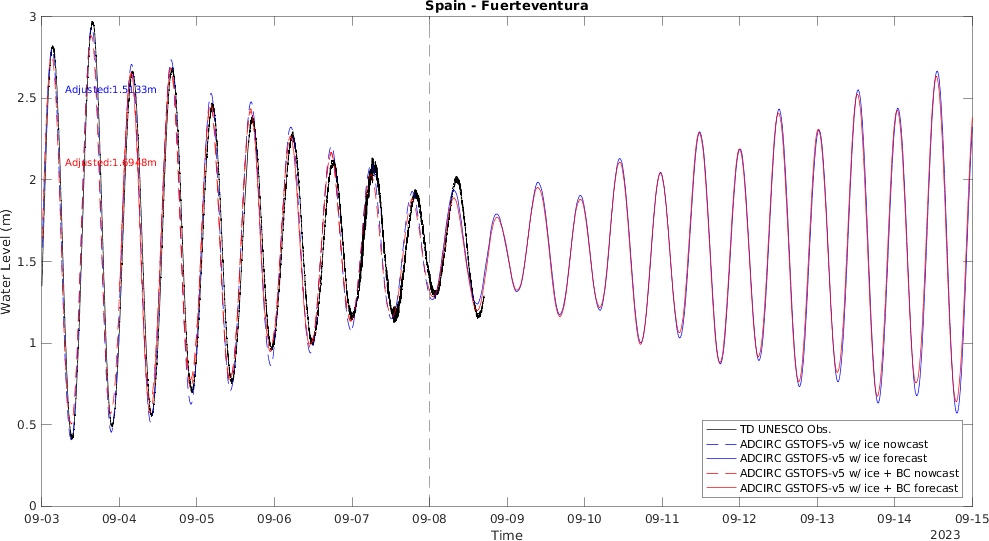 Spain - Fuerteventura
Water Level (m)
3
2.5
2
1.5
1
0.5
0
Adjusted:1.5133m
Adjusted:1.6948m
TD UNESCO Obs.
ADCIRC GSTOFS-v5 w/ ice nowcast
ADCIRC GSTOFS-v5 w/ ice forecast
ADCIRC GSTOFS-v5 w/ ice + BC nowcast
ADCIRC GSTOFS-v5 w/ ice + BC forecast
09-03 09-04 09-05 09-06 09-07 09-08 09-09 09-10 09-11 09-12 09-13 09-14 09-15
Time
2023